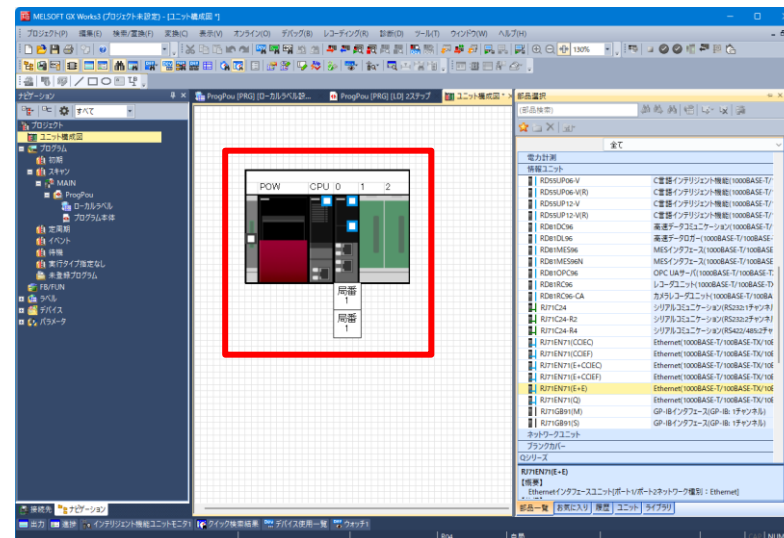 MELSOFT GX Works3 (プロジェクト未設定) - [ユニット構成図 *]
プロジェクト(P) 編集(E) 検索/置換(F) 変換(C) 表示(V) オンライン(O) デバッグ(B) レコーディング(R) 診断(D) ツール(T) ウィンドウ(W) ヘルプ(H)
130%
ナビゲーション
すべて
プロジェクト
ユニット構成図
プログラム
初期
スキャン
MAIN
ProgPou
ローカルラベル
プログラム本体
定周期
イベント
待機
実行タイプ指定なし
未登録プログラム
FB/FUN
ラベル
デバイス
パラメータ
接続先
ナビゲーション
ProgPou [PRG] [ローカルラベル設...
ProgPou [PRG] [LD] 2ステップ
ユニット構成図 *
POW CPU 0 1 2
局番
1
局番
1
部品選択
(部品検索)
全て
電力計測
情報ユニット
RD55UP06-V C言語インテリジェント機能(1000BASE-T/
RD55UP06-V(R) C言語インテリジェント機能(1000BASE-T/
RD55UP12-V C言語インテリジェント機能(1000BASE-T/
RD55UP12-V(R) C言語インテリジェント機能(1000BASE-T/
RD81DC96 高速データコミュニケーション(1000BASE-T/
RD81DL96 高速データロガー(1000BASE-T/100BASE-
RD81MES96 MESインタフェース(1000BASE-T/100BASE
RD81MES96N MESインタフェース(1000BASE-T/100BASE
RD81OPC96 OPC UAサーバ(1000BASE-T/100BASE-T.
RD81RC96 レコーダユニット(1000BASE-T/100BASE-TX
RD81RC96-CA カメラレコーダユニット(1000BASE-T/100BA
RJ71C24 シリアルコミュニケーション(RS232:1チャンネル
RJ71C24-R2 シリアルコミュニケーション(RS232:2チャンネル
RJ71C24-R4 シリアルコミュニケーション(RS422/485:2チャ
RJ71EN71(CCIEC) Ethernet(1000BASE-T/100BASE-TX/10E
RJ71EN71(CCIEF) Ethernet(1000BASE-T/100BASE-TX/10E
RJ71EN71(E+CCIEC) Ethernet(1000BASE-T/100BASE-TX/10E
RJ71EN71(E+CCIEF) Ethernet(1000BASE-T/100BASE-TX/10E
RJ71EN71(E+E) Ethernet(1000BASE-T/100BASE-TX/10E
RJ71EN71(Q) Ethernet(1000BASE-T/100BASE-TX/10E
RJ71GB91(M) GP-IBインタフェース(GP-IB: 1チャンネル)
RJ71GB91(S) GP-IBインタフェース(GP-IB: 1チャンネル)
ネットワークユニット
ブランクカバー
Qシリーズ
RJ71EN71(E+E)
【概要】
Ethernetインタフェースユニット[ポート1/ポート2ネットワーク種別:Ethernet]
部品一覧 お気に入り 履歴 ユニット ライブラリ
出力 進捗 インテリジェント機能ユニットモニタ1 クイック検索結果 デバイス使用一覧 ウォッチ1
R04 自局 CAP NUM